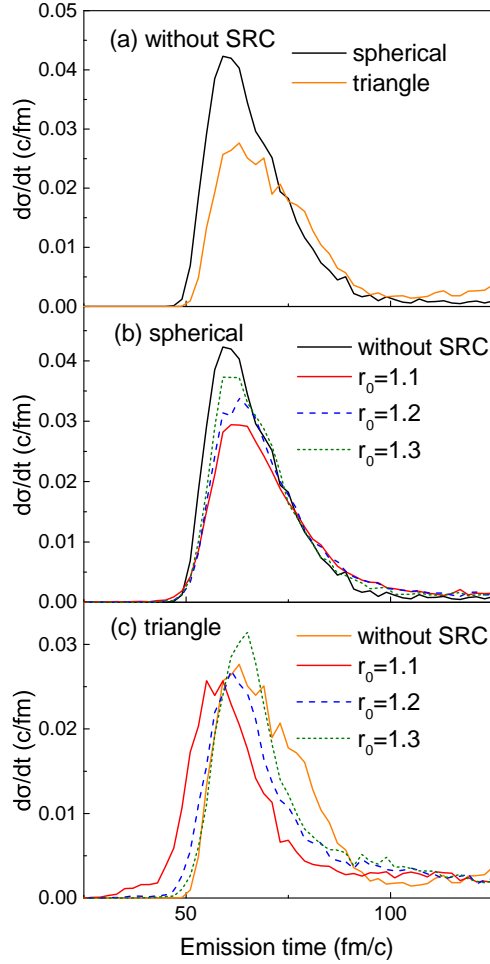 0.05
(a) without SRC
spherical
triangle
0.04
0.03
0.02
0.01
0.00
dσ/dt (c/fm)
(b) spherical
without SRC
r₀=1.1
r₀=1.2
r₀=1.3
0.04
0.03
0.02
0.01
0.00
dσ/dt (c/fm)
(c) triangle
without SRC
r₀=1.1
r₀=1.2
r₀=1.3
0.03
0.02
0.01
0.00
dσ/dt (c/fm)
50 100
Emission time (fm/c)